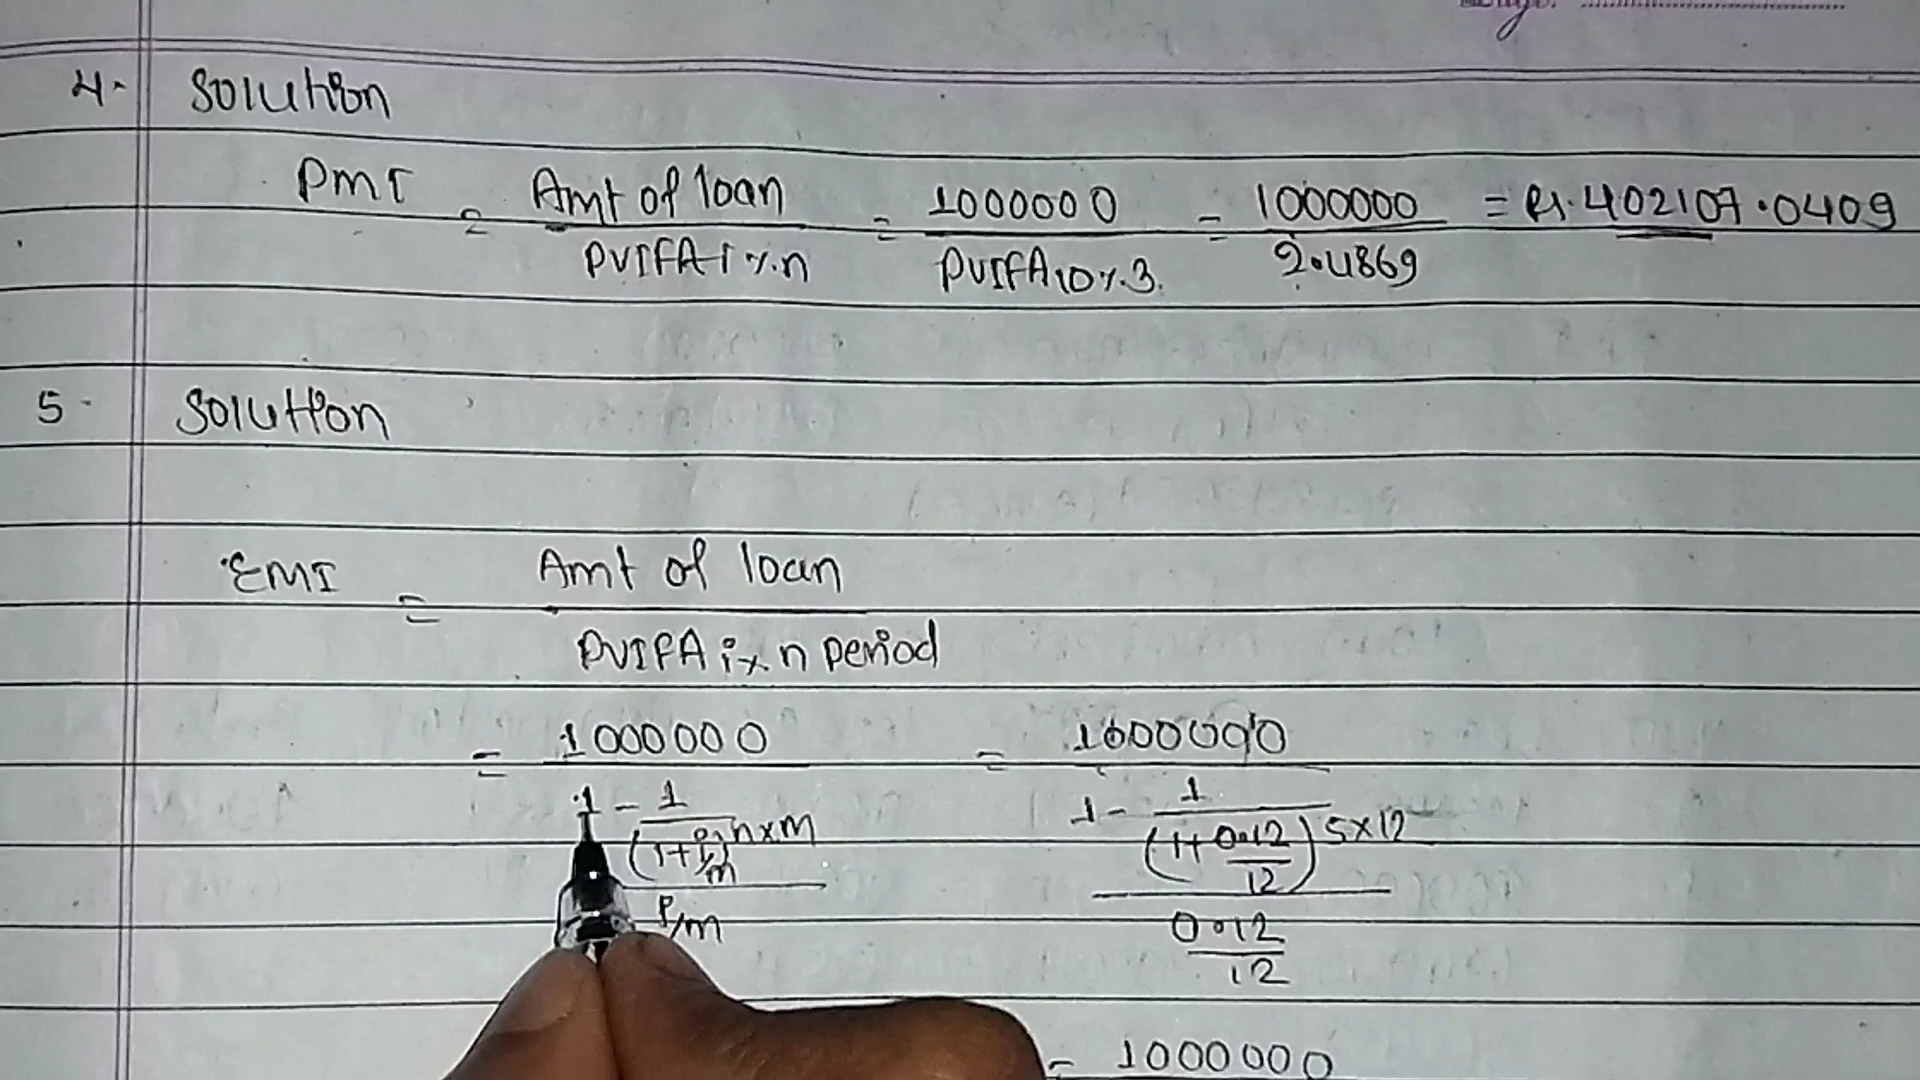 4. Solution
PMT = Amt of loan / PVIFA i%.n = 1000000 / PVIFA 10%.3. = 1000000 / 2.4869 = Rs. 402107.0409
5. Solution
EMI = Amt of loan / PVIFA i% n period
= 1000000 / ((1 - 1/(1+i/m)^n×m) / i/m) = 1000000 / ((1 - 1/(1+0.12/12)^5×12) / 0.12/12)
= 1000000